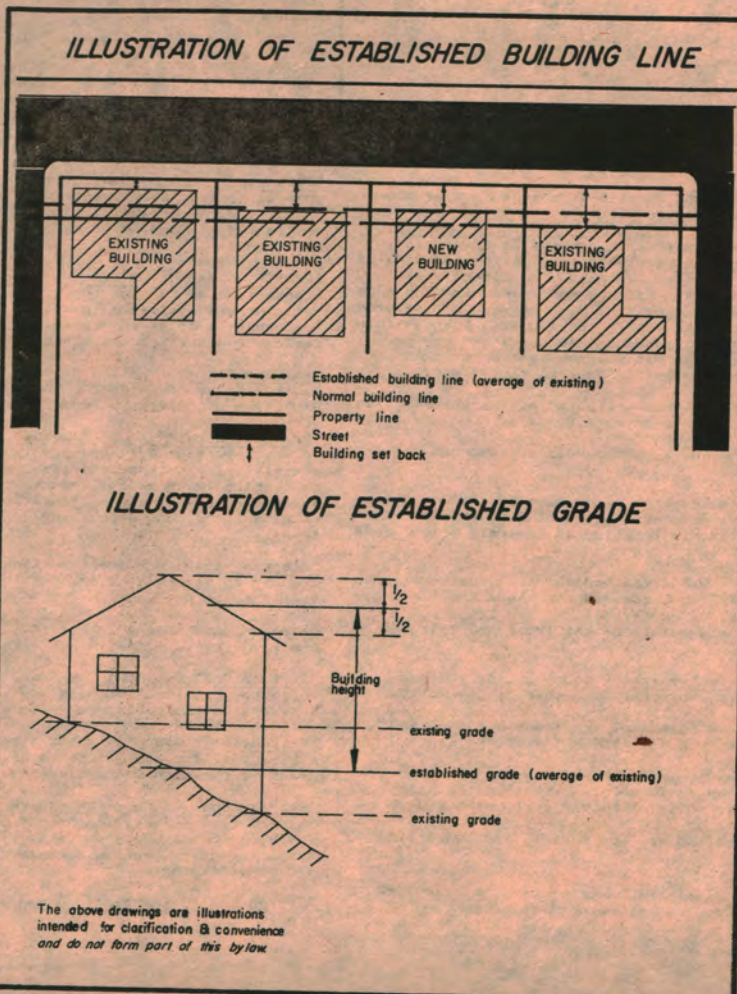 ILLUSTRATION OF ESTABLISHED BUILDING LINE
EXISTING
BUILDING
EXISTING
BUILDING
NEW
BUILDING
EXISTING
BUILDING
Established building line (average of existing)
Normal building line
Property line
Street
Building set back
ILLUSTRATION OF ESTABLISHED GRADE
1/2
1/2
Building
height
existing grade
established grade (average of existing)
existing grade
The above drawings are illustrations
intended for clarification & convenience
and do not form part of this bylaw